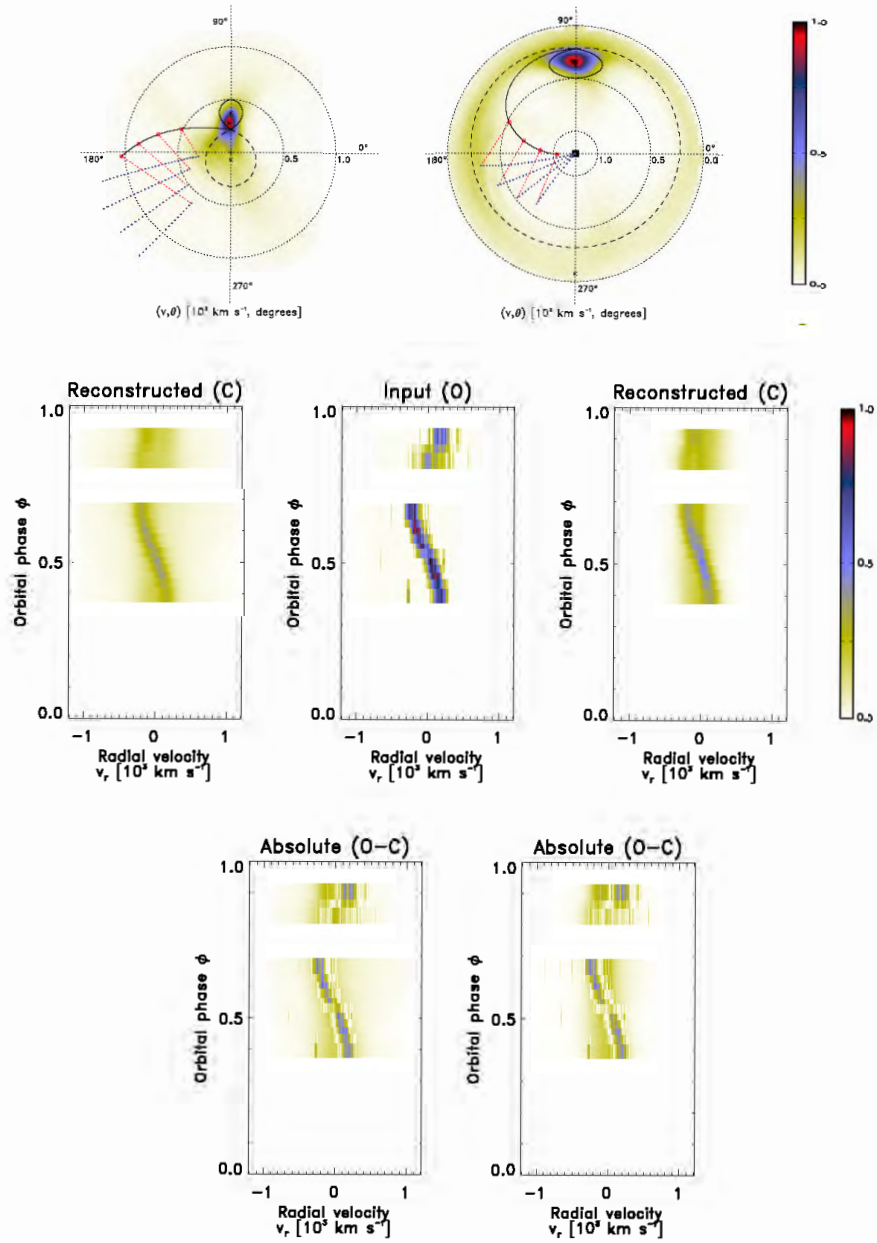 90°
180°
0°
0.5
1.0
270°
(v,θ) [10³ km s⁻¹, degrees]
90°
180°
0°
1.0
0.5
0.0
270°
(v,θ) [10³ km s⁻¹, degrees]
1.0
0.5
0.0
Reconstructed (C)
1.0
0.5
0.0
Orbital phase ϕ
−1 0 1
Radial velocity
vᵣ [10³ km s⁻¹]
Input (O)
1.0
0.5
0.0
Orbital phase ϕ
−1 0 1
Radial velocity
vᵣ [10³ km s⁻¹]
Reconstructed (C)
1.0
0.5
0.0
Orbital phase ϕ
−1 0 1
Radial velocity
vᵣ [10³ km s⁻¹]
1.0
0.5
0.0
Absolute (O−C)
1.0
0.5
0.0
Orbital phase ϕ
−1 0 1
Radial velocity
vᵣ [10³ km s⁻¹]
Absolute (O−C)
1.0
0.5
0.0
Orbital phase ϕ
−1 0 1
Radial velocity
vᵣ [10³ km s⁻¹]